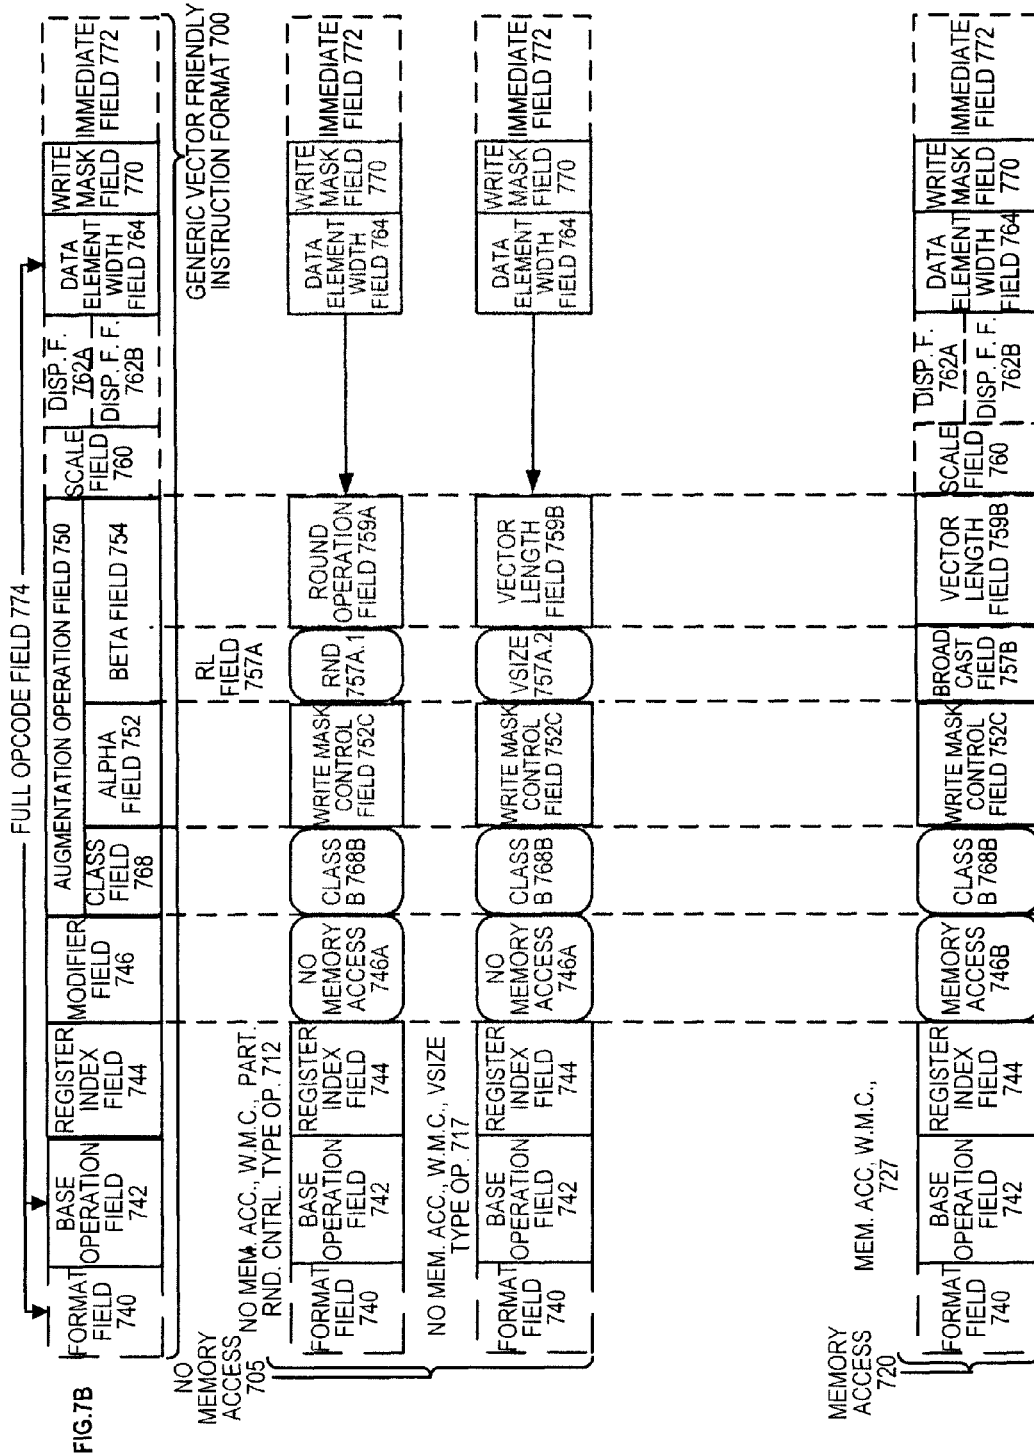 FIG.7B
FULL OPCODE FIELD 774
FORMAT
FIELD
740
BASE
OPERATION
FIELD
742
REGISTER
INDEX
FIELD
744
MODIFIER
FIELD
746
AUGMENTATION OPERATION FIELD 750
CLASS
FIELD
768
ALPHA
FIELD 752
BETA FIELD 754
SCALE
FIELD
760
DISP. F.
762A
DISP. F. F.
762B
DATA
ELEMENT
WIDTH
FIELD 764
WRITE
MASK
FIELD
770
IMMEDIATE
FIELD 772
GENERIC VECTOR FRIENDLY
INSTRUCTION FORMAT 700
NO
MEMORY
ACCESS
705
NO MEM. ACC., W.M.C., PART.
RND. CNTRL. TYPE OP. 712
RL
FIELD
757A
FORMAT
FIELD
740
BASE
OPERATION
FIELD
742
REGISTER
INDEX
FIELD
744
NO
MEMORY
ACCESS
746A
CLASS
B 768B
WRITE MASK
CONTROL
FIELD 752C
RND
757A.1
ROUND
OPERATION
FIELD 759A
DATA
ELEMENT
WIDTH
FIELD 764
WRITE
MASK
FIELD
770
IMMEDIATE
FIELD 772
NO MEM. ACC., W.M.C., VSIZE
TYPE OP. 717
FORMAT
FIELD
740
BASE
OPERATION
FIELD
742
REGISTER
INDEX
FIELD
744
NO
MEMORY
ACCESS
746A
CLASS
B 768B
WRITE MASK
CONTROL
FIELD 752C
VSIZE
757A.2
VECTOR
LENGTH
FIELD 759B
DATA
ELEMENT
WIDTH
FIELD 764
WRITE
MASK
FIELD
770
IMMEDIATE
FIELD 772
MEMORY
ACCESS
720
MEM. ACC, W.M.C.,
727
FORMAT
FIELD
740
BASE
OPERATION
FIELD
742
REGISTER
INDEX
FIELD
744
MEMORY
ACCESS
746B
CLASS
B 768B
WRITE MASK
CONTROL
FIELD 752C
BROAD
CAST
FIELD
757B
VECTOR
LENGTH
FIELD 759B
SCALE
FIELD
760
DISP. F.
762A
DISP. F. F.
762B
DATA
ELEMENT
WIDTH
FIELD 764
WRITE
MASK
FIELD
770
IMMEDIATE
FIELD 772